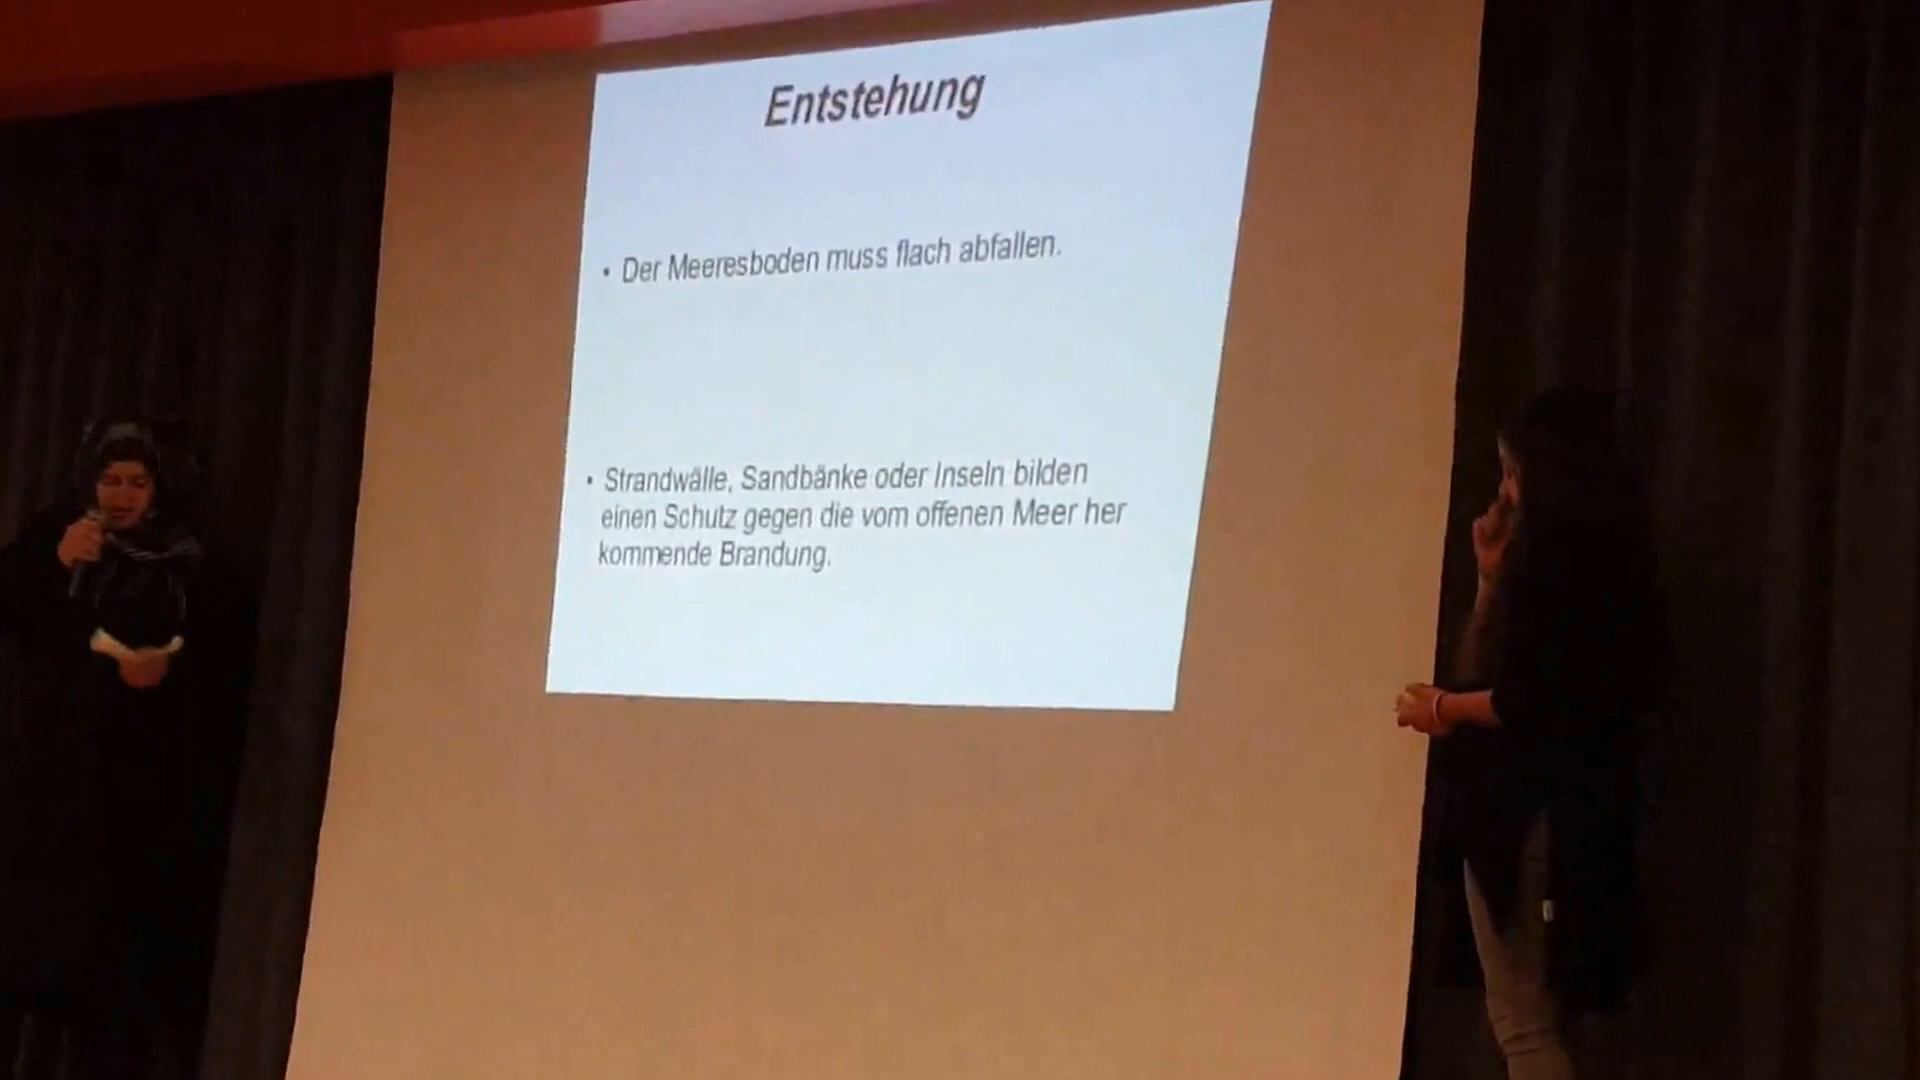 Entstehung
• Der Meeresboden muss flach abfallen.
• Strandwälle, Sandbänke oder Inseln bilden
einen Schutz gegen die vom offenen Meer her
kommende Brandung.